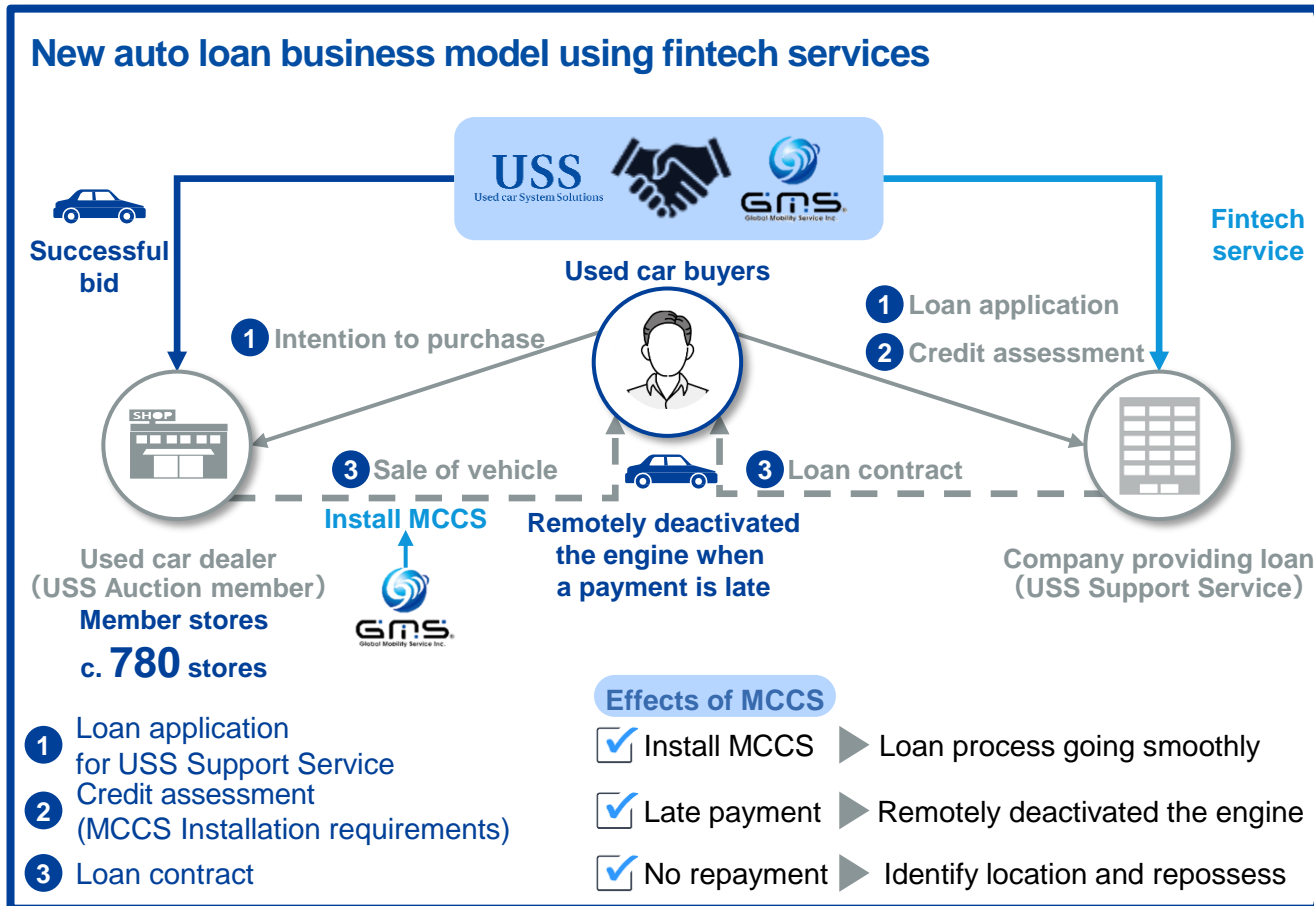 New auto loan business model using fintech services
USS
Used car System Solutions
GMS®
Global Mobility Service Inc.
Successful
bid
Fintech
service
Used car buyers
1 Intention to purchase
1 Loan application
2 Credit assessment
SHOP
3 Sale of vehicle
Install MCCS
3 Loan contract
Remotely deactivated
the engine when
a payment is late
Used car dealer
（USS Auction member）
Member stores
c. 780 stores
GMS®
Global Mobility Service Inc.
Company providing loan
（USS Support Service）
1 Loan application
for USS Support Service
2 Credit assessment
(MCCS Installation requirements)
3 Loan contract
Effects of MCCS
Install MCCS Loan process going smoothly
Late payment Remotely deactivated the engine
No repayment Identify location and repossess